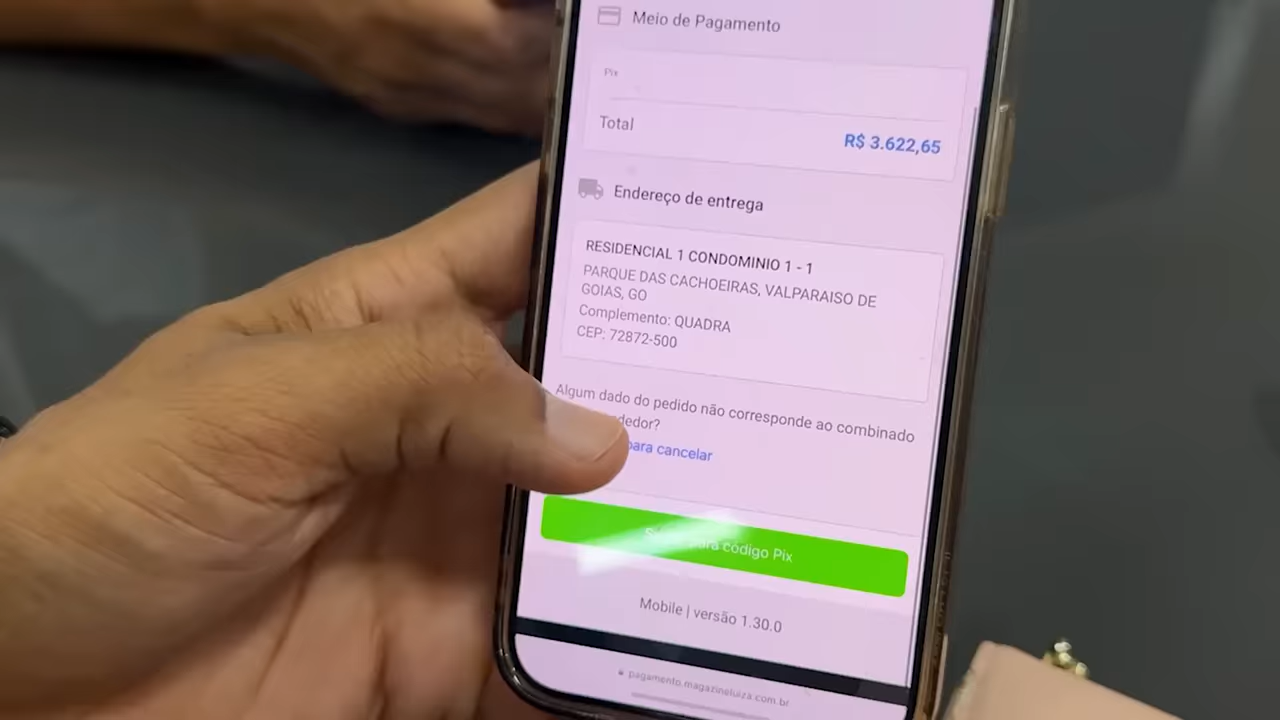 Meio de Pagamento
Pix
Total
R$ 3.622,65
Endereço de entrega
RESIDENCIAL 1 CONDOMINIO 1 - 1
PARQUE DAS CACHOEIRAS, VALPARAISO DE
GOIAS, GO
Complemento: QUADRA
CEP: 72872-500
Algum dado do pedido não corresponde ao combinado
para cancelar
para código Pix
Mobile | versão 1.30.0
pagamento.magazineluiza.com.br